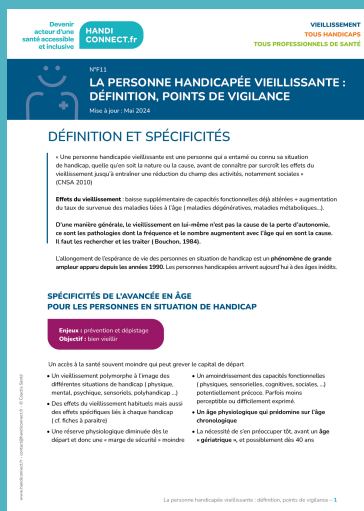 Devenir
acteur d'une
santé accessible
et inclusive
HANDI
CONNECT.fr
VIEILLISSEMENT
TOUS HANDICAPS
TOUS PROFESSIONNELS DE SANTÉ
N°F11
LA PERSONNE HANDICAPÉE VIEILLISSANTE :
DÉFINITION, POINTS DE VIGILANCE
Mise à jour : Mai 2024
DÉFINITION ET SPÉCIFICITÉS
« Une personne handicapée vieillissante est une personne qui a entamé ou connu sa situation
de handicap, quelle qu'en soit la nature ou la cause, avant de connaître par surcroît les effets du
vieillissement jusqu'à entraîner une réduction du champ des activités, notamment sociales »
(CNSA 2010)
Effets du vieillissement : baisse supplémentaire de capacités fonctionnelles déjà altérées + augmentation
du taux de survenue des maladies liées à l'âge ( maladies dégénératives, maladies métaboliques...).
D'une manière générale, le vieillissement en lui-même n'est pas la cause de la perte d'autonomie,
ce sont les pathologies dont la fréquence et le nombre augmentent avec l'âge qui en sont la cause.
Il faut les rechercher et les traiter ( Bouchon, 1984).
L'allongement de l'espérance de vie des personnes en situation de handicap est un phénomène de grande
ampleur apparu depuis les années 1990. Les personnes handicapées arrivent aujourd'hui à des âges inédits.
SPÉCIFICITÉS DE L'AVANCÉE EN ÂGE
POUR LES PERSONNES EN SITUATION DE HANDICAP
Enjeux : prévention et dépistage
Objectif : bien vieillir
Un accès à la santé souvent moindre qui peut grever le capital de départ
• Un vieillissement polymorphe à l'image des
différentes situations de handicap ( physique,
mental, psychique, sensoriels, polyhandicap ...)
• Des effets du vieillissement habituels mais aussi
des effets spécifiques liés à chaque handicap
( cf. fiches à paraitre)
• Une réserve physiologique diminuée dès le
départ et donc une « marge de sécurité » moindre
• Un amoindrissement des capacités fonctionnelles
( physiques, sensorielles, cognitives, sociales, ...)
potentiellement précoce. Parfois moins
perceptible ou difficilement exprimé.
• Un âge physiologique qui prédomine sur l'âge
chronologique
• La nécessité de s'en préoccuper tôt, avant un âge
« gériatrique », et possiblement dès 40 ans
www.handiconnect.fr - contact@handiconnect.fr - © Coactis Santé
La personne handicapée vieillissante : définition, points de vigilance – 1